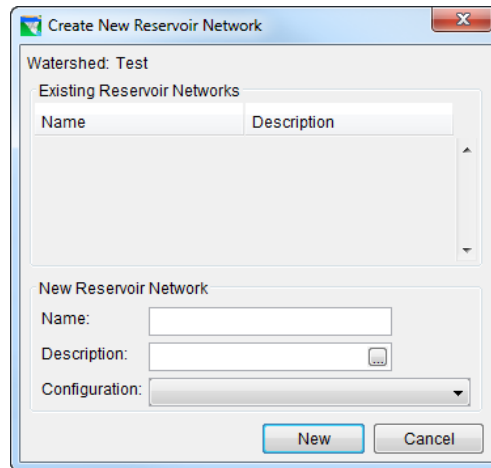 Create New Reservoir Network
Watershed: Test
Existing Reservoir Networks
Name Description
New Reservoir Network
Name:
Description:
...
Configuration:
New Cancel